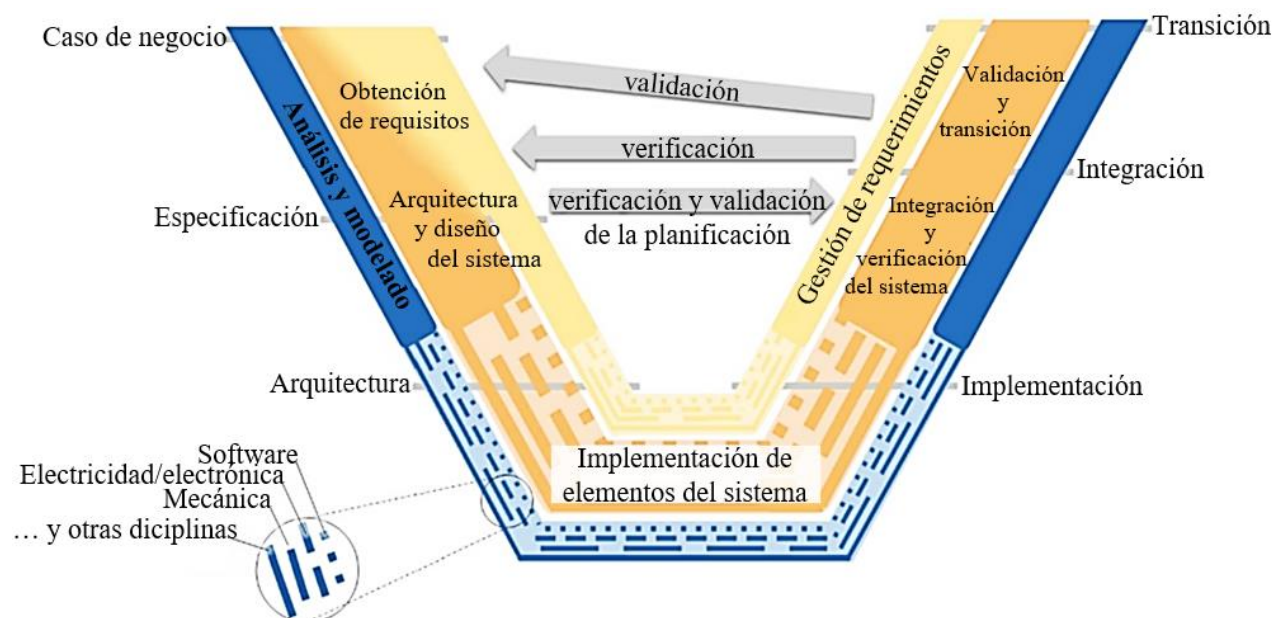 Caso de negocio
Transición
Obtención
de requisitos
Análisis y modelado
validación
verificación
verificación y validación
de la planificación
Gestión de requerimientos
Validación
y
transición
Integración
Especificación
Arquitectura
y diseño
del sistema
Integración
y
verificación
del sistema
Arquitectura
Implementación
Implementación de
elementos del sistema
Software
Electricidad/electrónica
Mecánica
… y otras diciplinas